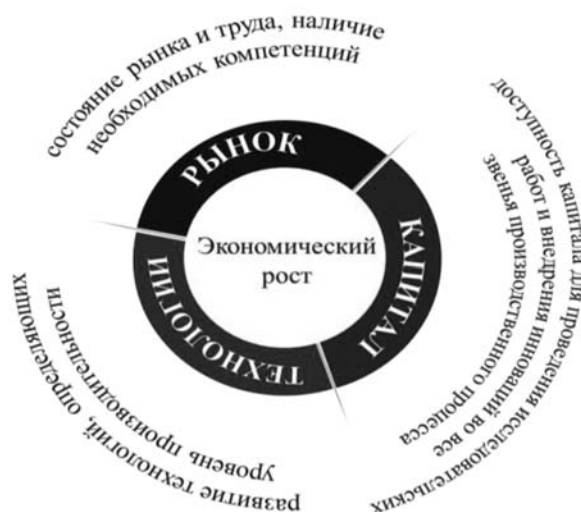 состояние рынка и труда, наличие
необходимых компетенций
РЫНОК
доступность капитала для проведения исследовательских
работ и внедрения инноваций во все
звенья производственного процесса
КАПИТАЛ
Экономический
рост
ТЕХНОЛОГИИ
развитие технологий, определяющих
уровень производительности